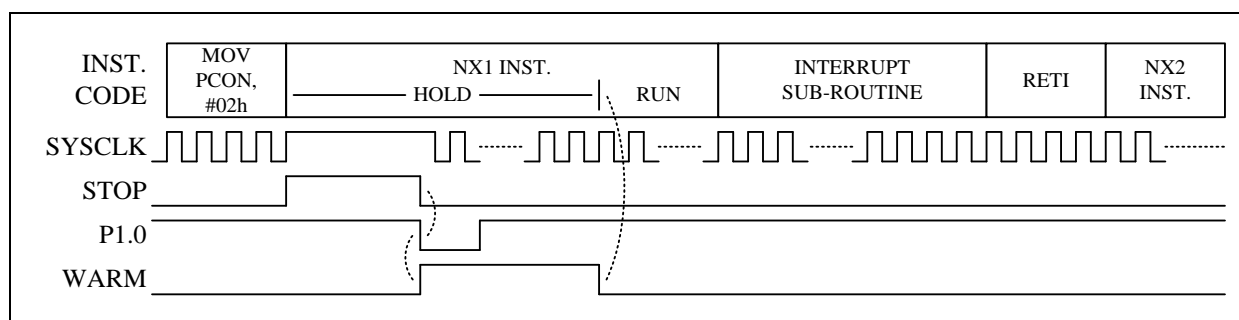 INST.
CODE
MOV
PCON,
#02h
NX1 INST.
HOLD
RUN
INTERRUPT
SUB-ROUTINE
RETI
NX2
INST.
SYSCLK
STOP
P1.0
WARM